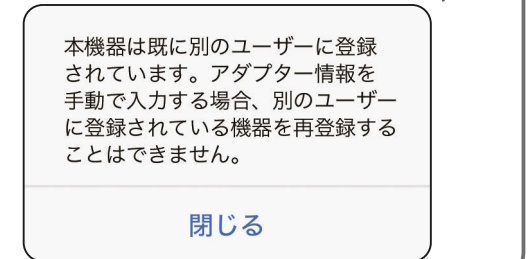 本機器は既に別のユーザーに登録
されています。アダプター情報を
手動で入力する場合、別のユーザー
に登録されている機器を再登録する
ことはできません。
閉じる